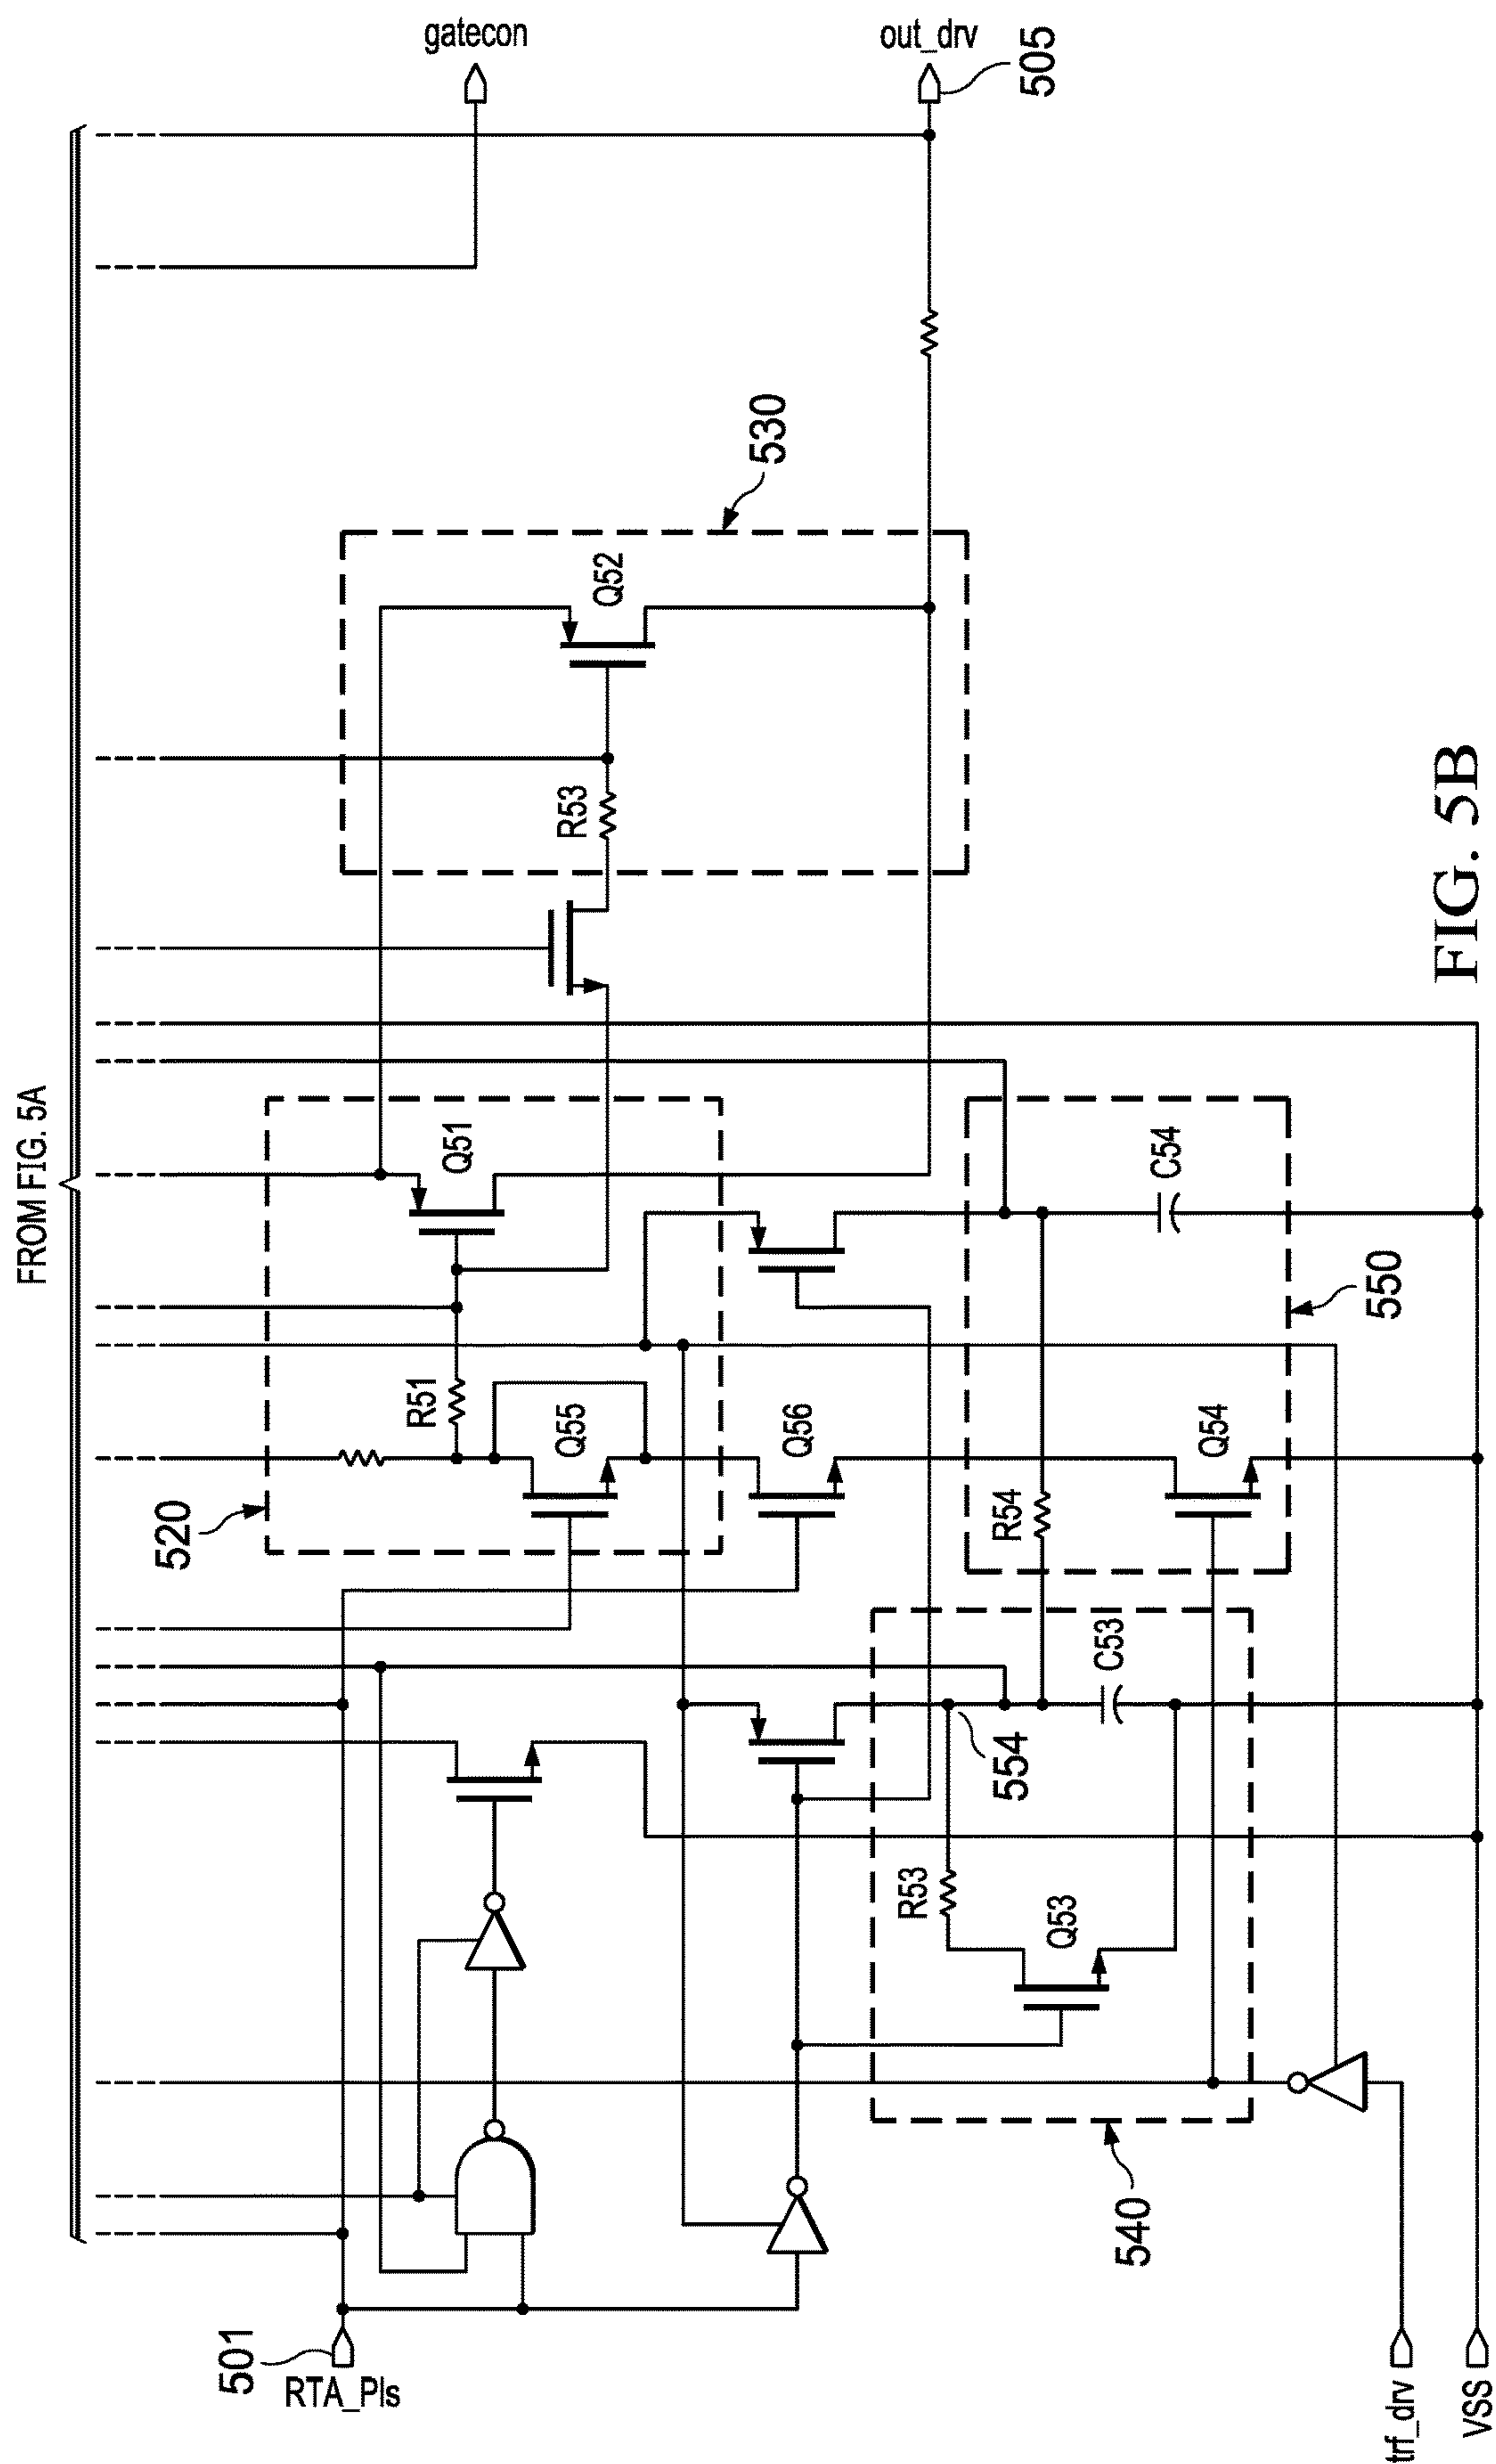 FROM FIG. 5A
gatecon
out_drv
505
530
Q52
R53
520
Q51
R51
Q55
Q56
C54
550
R54
Q54
554
C53
R53
Q53
540
501
RTA_Pls
trf_drv
VSS
FIG. 5B